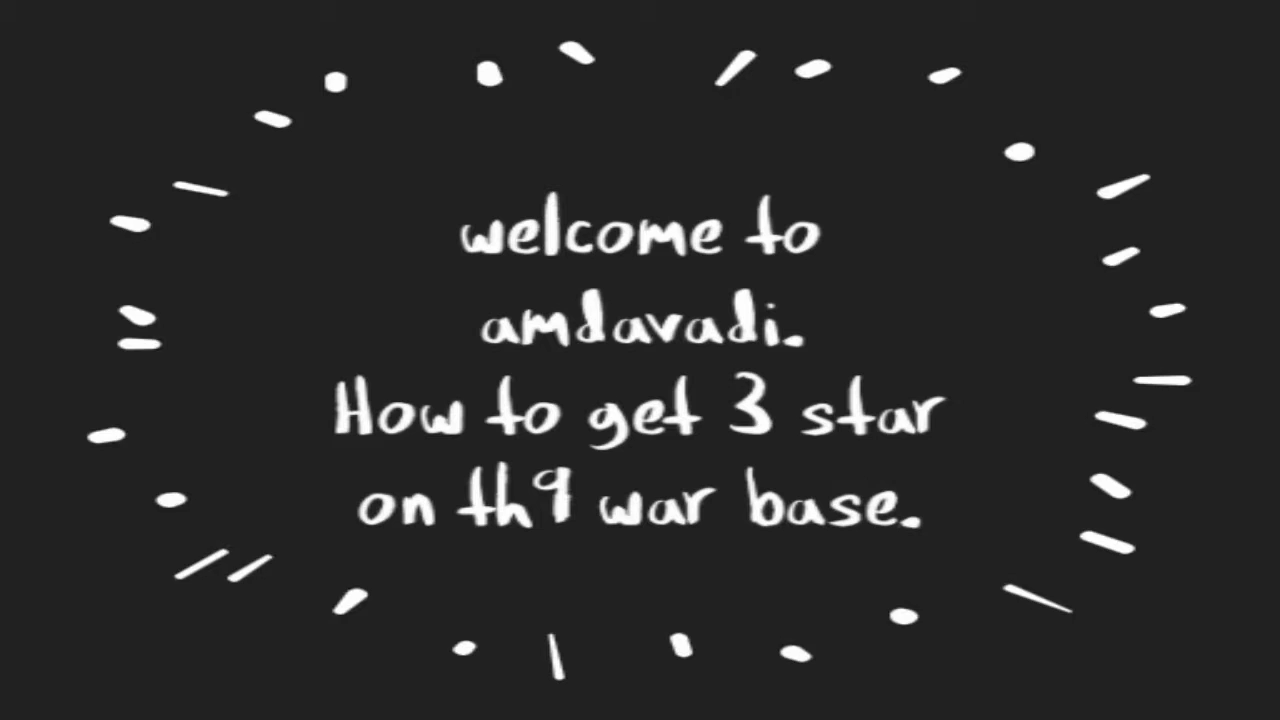 welcome to
amdavadi.
How to get 3 star
on th9 war base.